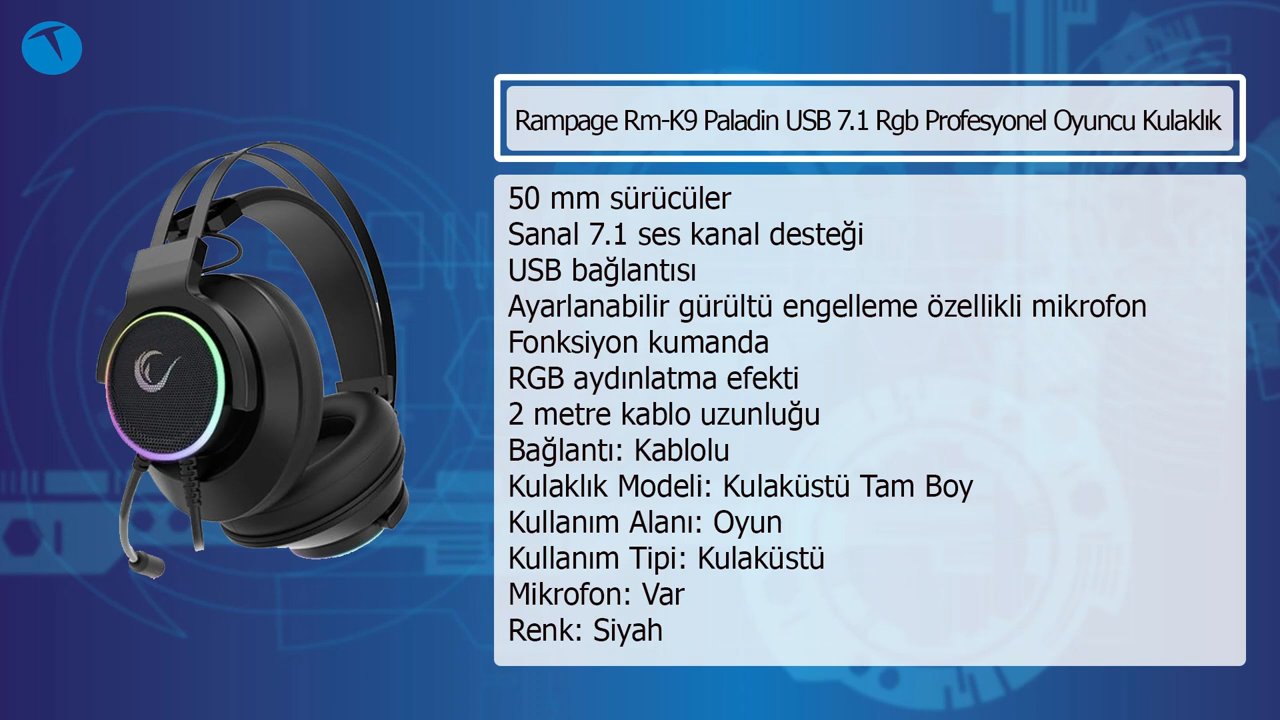 Rampage Rm-K9 Paladin USB 7.1 Rgb Profesyonel Oyuncu Kulaklık
50 mm sürücüler
Sanal 7.1 ses kanal desteği
USB bağlantısı
Ayarlanabilir gürültü engelleme özellikli mikrofon
Fonksiyon kumanda
RGB aydınlatma efekti
2 metre kablo uzunluğu
Bağlantı: Kablolu
Kulaklık Modeli: Kulaküstü Tam Boy
Kullanım Alanı: Oyun
Kullanım Tipi: Kulaküstü
Mikrofon: Var
Renk: Siyah